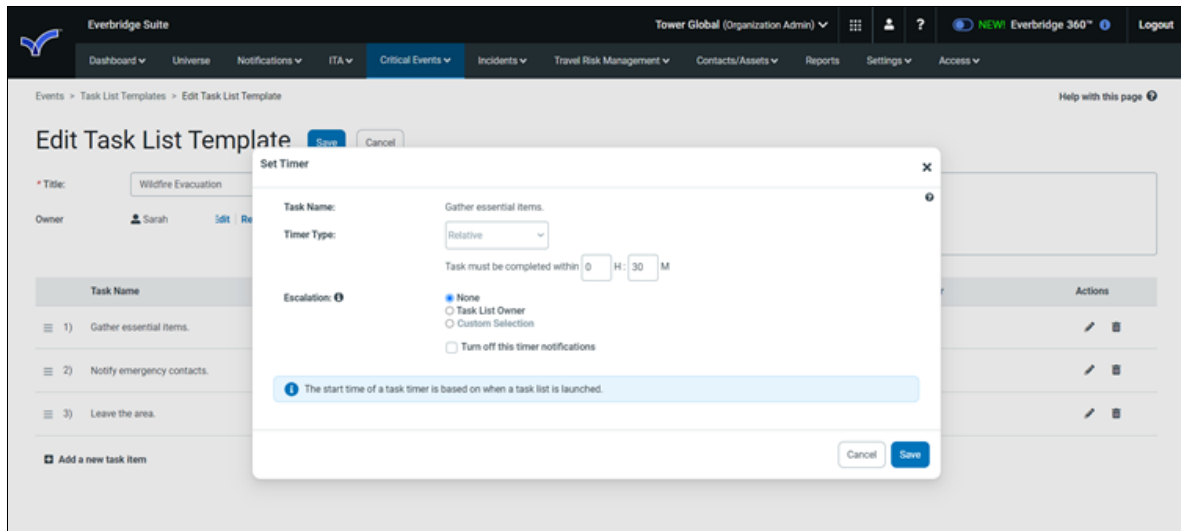 Everbridge Suite
Tower Global (Organization Admin)
?
NEW! Everbridge 360™
Logout
Dashboard
Universe
Notifications
ITA
Critical Events
Incidents
Travel Risk Management
Contacts/Assets
Reports
Settings
Access
Events > Task List Templates > Edit Task List Template
Help with this page ?
Edit Task List Template
Save
Cancel
Set Timer
* Title:
Wildfire Evacuation
Owner
Sarah
Edit | Re
Task Name:
Gather essential items.
Timer Type:
Relative
Task must be completed within 0 H : 30 M
Escalation:
None
Task List Owner
Custom Selection
Turn off this timer notifications
The start time of a task timer is based on when a task list is launched.
Cancel
Save
Task Name
Actions
1) Gather essential items.
2) Notify emergency contacts.
3) Leave the area.
Add a new task item